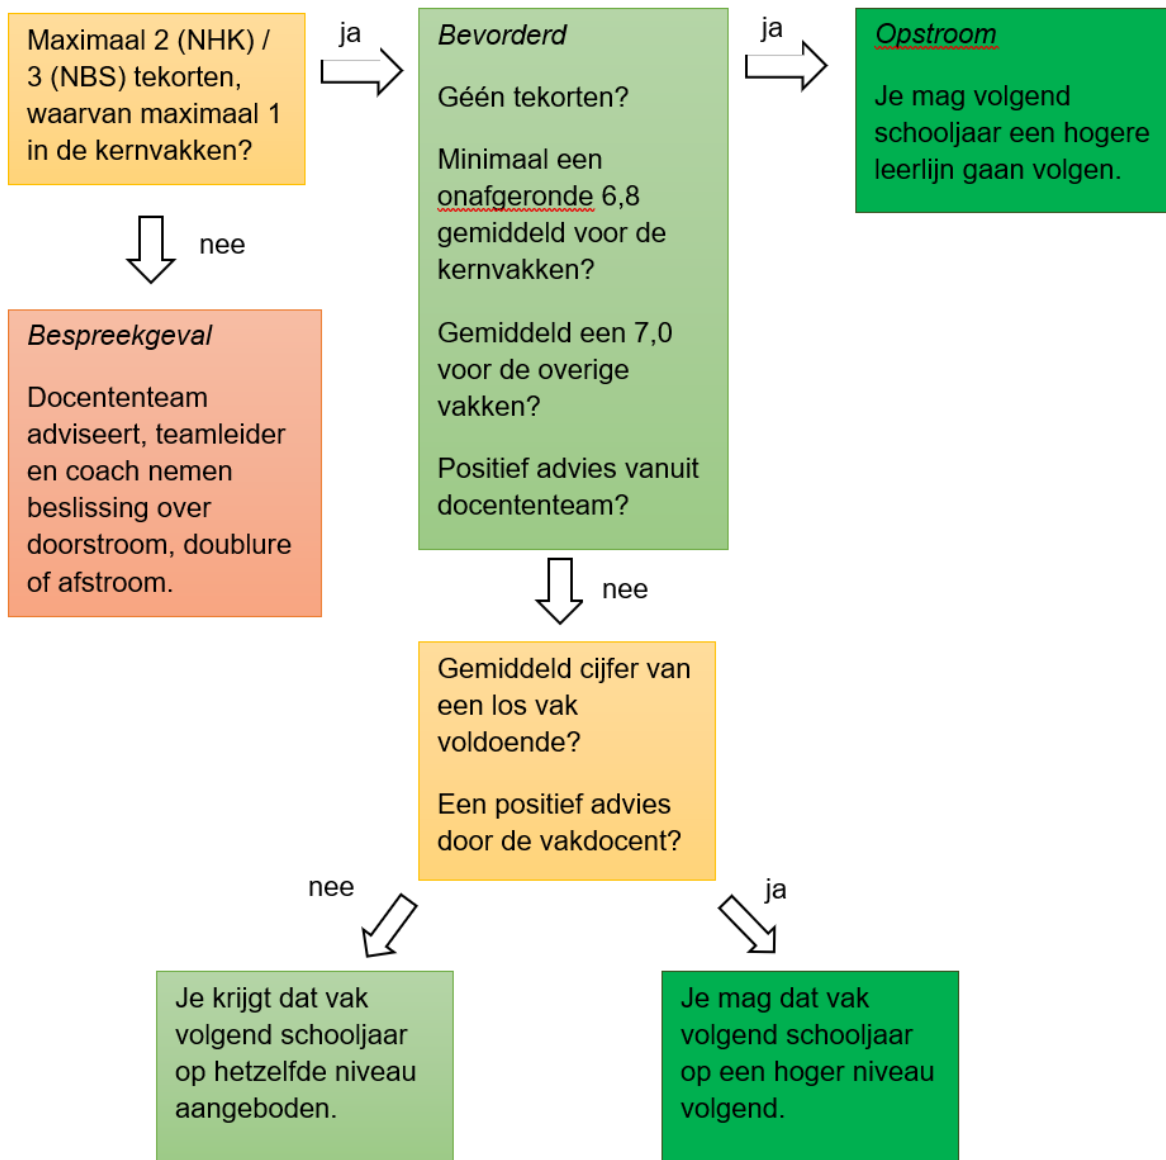 Maximaal 2 (NHK) /
3 (NBS) tekorten,
waarvan maximaal 1
in de kernvakken?
ja
Bevorderd
Géén tekorten?
Minimaal een
onafgeronde 6,8
gemiddeld voor de
kernvakken?
Gemiddeld een 7,0
voor de overige
vakken?
Positief advies vanuit
docententeam?
ja
Opstroom
Je mag volgend
schooljaar een hogere
leerlijn gaan volgen.
nee
Bespreekgeval
Docententeam
adviseert, teamleider
en coach nemen
beslissing over
doorstroom, doublure
of afstroom.
nee
Gemiddeld cijfer van
een los vak
voldoende?
Een positief advies
door de vakdocent?
nee
ja
Je krijgt dat vak
volgend schooljaar
op hetzelfde niveau
aangeboden.
Je mag dat vak
volgend schooljaar
op een hoger niveau
volgend.